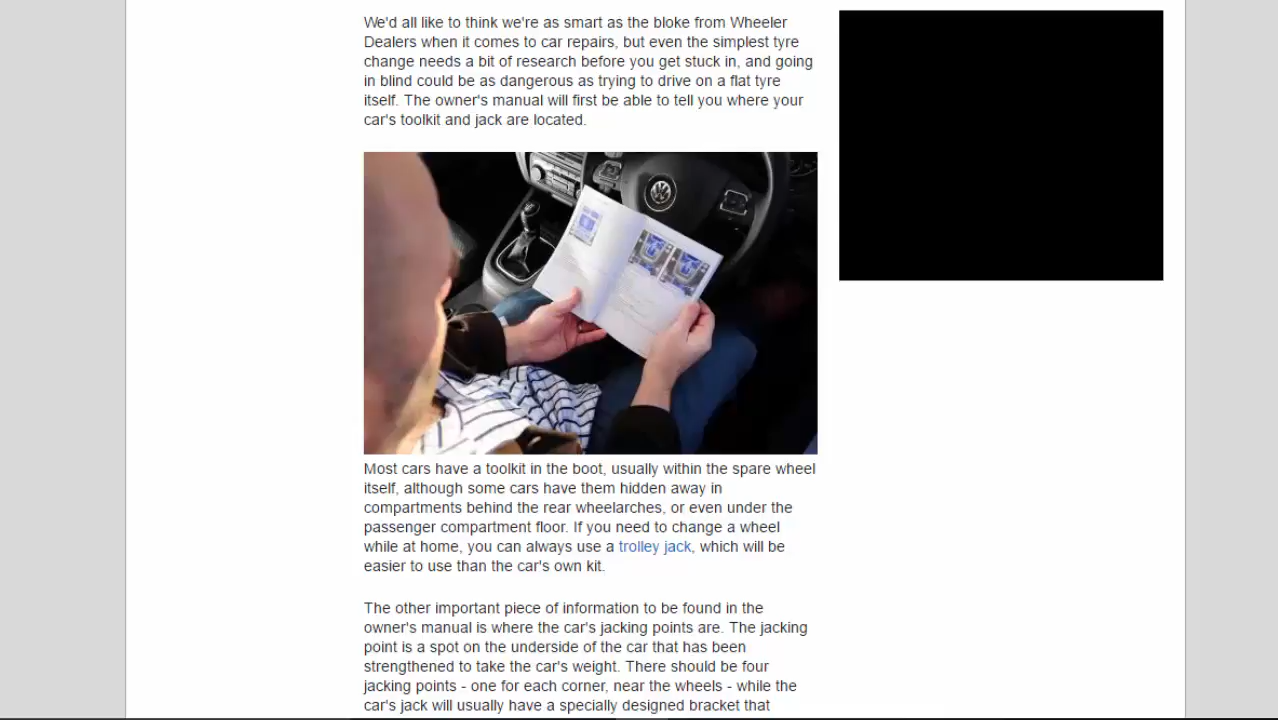 We'd all like to think we're as smart as the bloke from Wheeler
Dealers when it comes to car repairs, but even the simplest tyre
change needs a bit of research before you get stuck in, and going
in blind could be as dangerous as trying to drive on a flat tyre
itself. The owner's manual will first be able to tell you where your
car's toolkit and jack are located.
Most cars have a toolkit in the boot, usually within the spare wheel
itself, although some cars have them hidden away in
compartments behind the rear wheelarches, or even under the
passenger compartment floor. If you need to change a wheel
while at home, you can always use a trolley jack, which will be
easier to use than the car's own kit.
The other important piece of information to be found in the
owner's manual is where the car's jacking points are. The jacking
point is a spot on the underside of the car that has been
strengthened to take the car's weight. There should be four
jacking points - one for each corner, near the wheels - while the
car's jack will usually have a specially designed bracket that